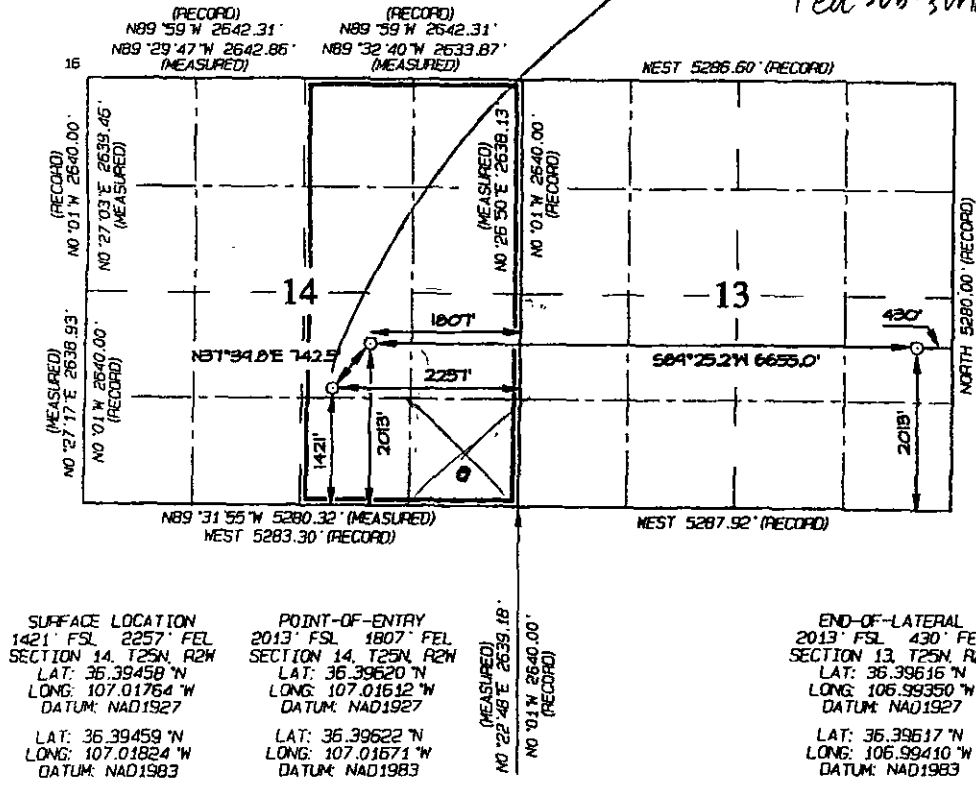 (RECORD)
N89°59'W 2642.31'
N89°29'47"W 2642.86'
(MEASURED)
(RECORD)
N89°59'W 2642.31'
N89°32'40"W 2633.87'
(MEASURED)
16
WEST 5286.60' (RECORD)
(RECORD)
N0°01'W 2640.00'
N0°27'03"E 2639.46'
(MEASURED)
(MEASURED)
N0°26'50"E 2638.13'
N0°01'W 2640.00'
(RECORD)
14
13
1807'
430'
N37°34.8'E 742.5'
2257'
1421'
2013'
2013'
NORTH 5280.00' (RECORD)
(MEASURED)
N0°27'17"E 2638.93'
N0°01'W 2640.00'
(RECORD)
N89°31'55"W 5280.32' (MEASURED)
WEST 5283.30' (RECORD)
WEST 5287.92' (RECORD)
SURFACE LOCATION
1421' FSL 2257' FEL
SECTION 14, T25N, R2W
LAT: 36.39458°N
LONG: 107.01764°W
DATUM: NAD1927
LAT: 36.39459°N
LONG: 107.01824°W
DATUM: NAD1983
POINT-OF-ENTRY
2013' FSL 1807' FEL
SECTION 14, T25N, R2W
LAT: 36.39620°N
LONG: 107.01612°W
DATUM: NAD1927
LAT: 36.39622°N
LONG: 107.01671°W
DATUM: NAD1983
(MEASURED)
N0°22'48"E 2639.18'
N0°01'W 2640.00'
(RECORD)
END-OF-LATERAL
2013' FSL 430' FE
SECTION 13, T25N, R
LAT: 36.39616°N
LONG: 106.99350°W
DATUM: NAD1927
LAT: 36.39617°N
LONG: 106.99410°W
DATUM: NAD1983